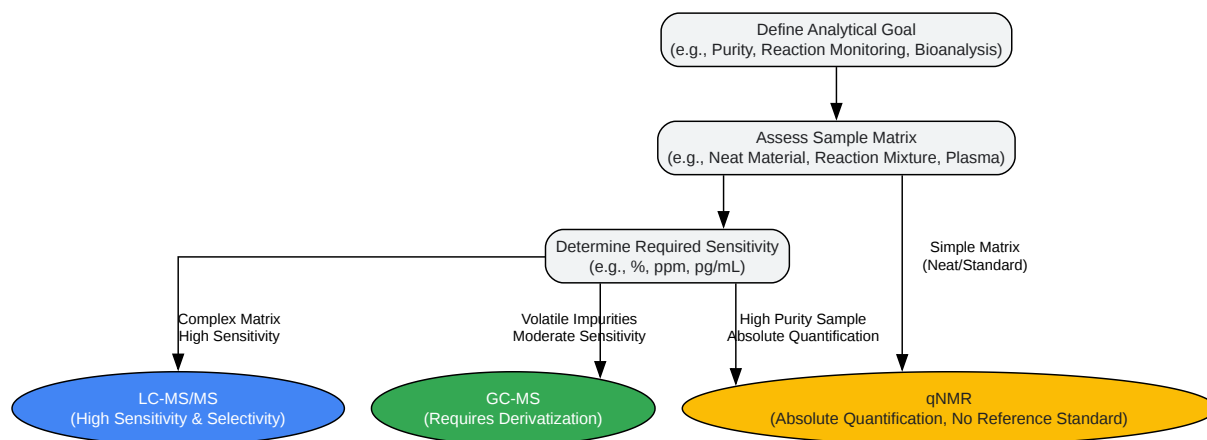 Define Analytical Goal
(e.g., Purity, Reaction Monitoring, Bioanalysis)
Assess Sample Matrix
(e.g., Neat Material, Reaction Mixture, Plasma)
Determine Required Sensitivity
(e.g., %, ppm, pg/mL)
Simple Matrix
(Neat/Standard)
Complex Matrix
High Sensitivity
Volatile Impurities
Moderate Sensitivity
High Purity Sample
Absolute Quantification
LC-MS/MS
(High Sensitivity & Selectivity)
GC-MS
(Requires Derivatization)
qNMR
(Absolute Quantification, No Reference Standard)